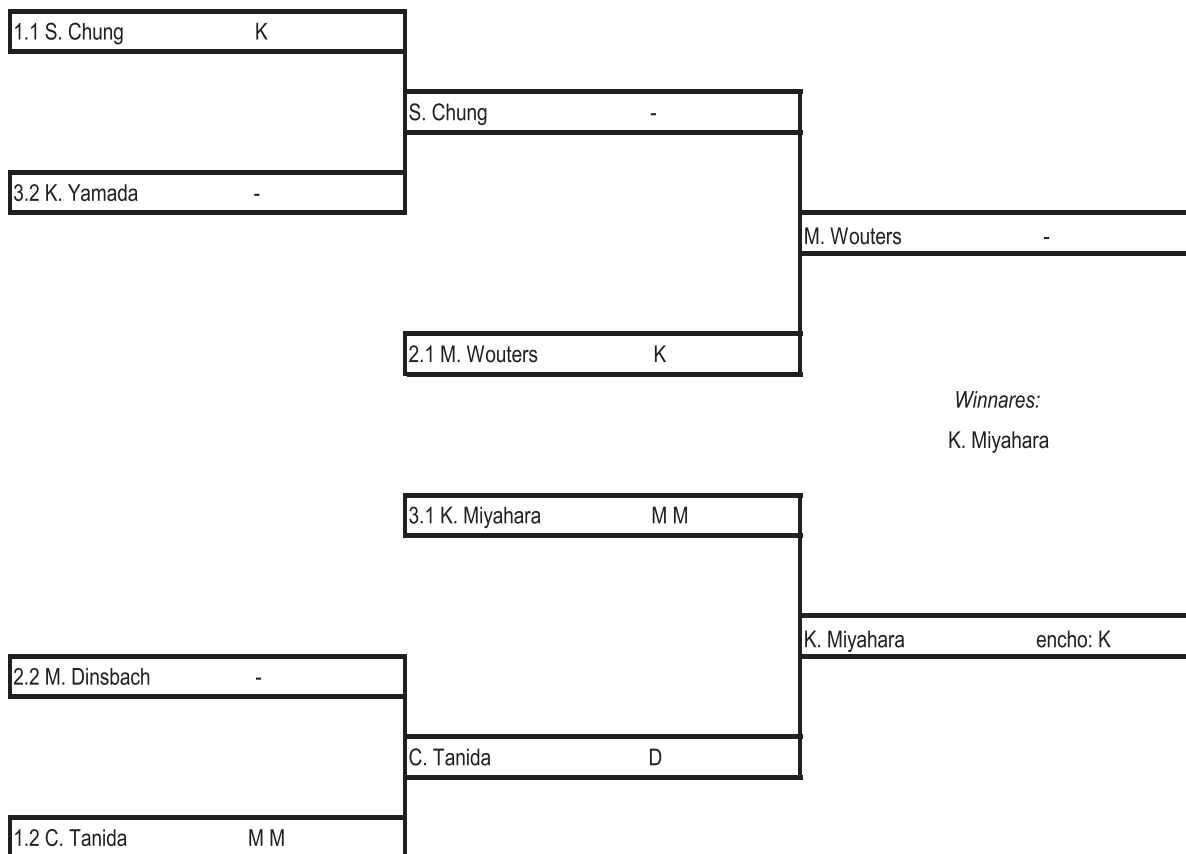 1.1 S. Chung K
S. Chung -
3.2 K. Yamada -
M. Wouters -
2.1 M. Wouters K
Winnares:
K. Miyahara
3.1 K. Miyahara M M
K. Miyahara encho: K
2.2 M. Dinsbach -
C. Tanida D
1.2 C. Tanida M M